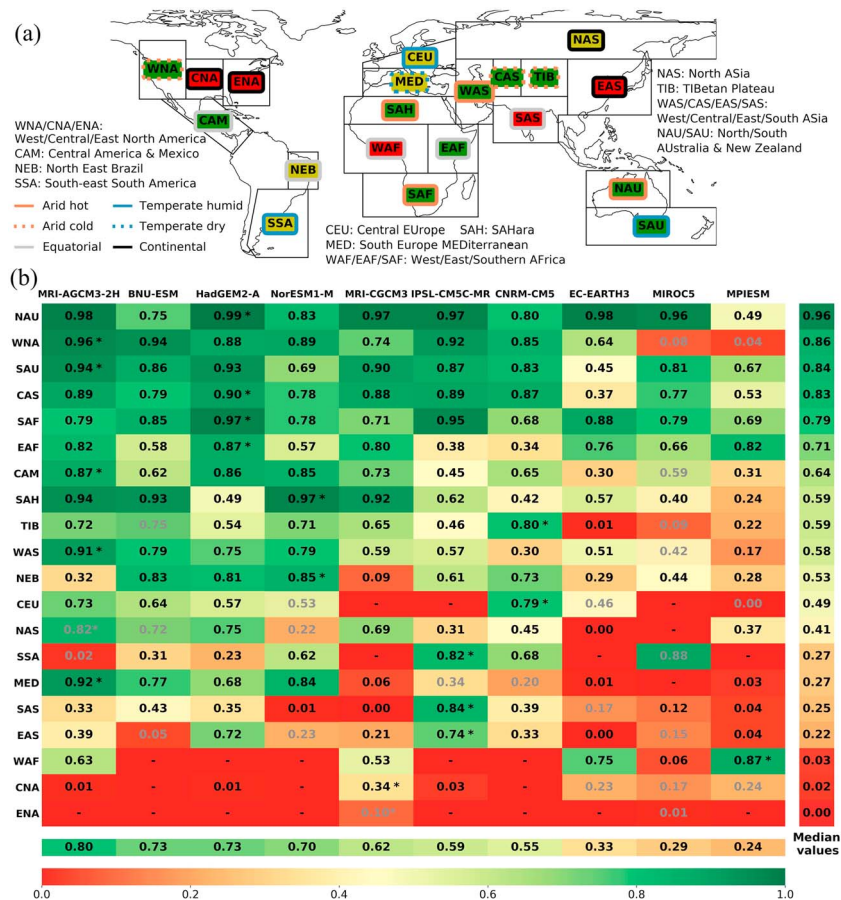 (a)
NAS
CEU
WNA
CNA
ENA
MED
WAS
CAS
TIB
EAS
NAS: North ASia
TIB: TIBetan Plateau
WAS/CAS/EAS/SAS:
West/Central/East/South ASia
NAU/SAU: North/South
AUstralia & New Zealand
SAH
CAM
SAS
WAF
EAF
WNA/CNA/ENA:
West/Central/East North America
CAM: Central America & Mexico
NEB: North East Brazil
SSA: South-east South America
NEB
SAF
NAU
Arid hot
Temperate humid
Arid cold
Temperate dry
Equatorial
Continental
SSA
SAU
CEU: Central EUrope SAH: SAHara
MED: South Europe MEDiterranean
WAF/EAF/SAF: West/East/Southern AFrica
(b)
MRI-AGCM3-2H BNU-ESM HadGEM2-A NorESM1-M MRI-CGCM3 IPSL-CM5C-MR CNRM-CM5 EC-EARTH3 MIROC5 MPIESM
NAU 0.98 0.75 0.99 * 0.83 0.97 0.97 0.80 0.98 0.96 0.49 0.96
WNA 0.96 * 0.94 0.88 0.89 0.74 0.92 0.85 0.64 0.08 0.04 0.86
SAU 0.94 * 0.86 0.93 0.69 0.90 0.87 0.83 0.45 0.81 0.67 0.84
CAS 0.89 0.79 0.90 * 0.78 0.88 0.89 0.87 0.37 0.77 0.53 0.83
SAF 0.79 0.85 0.97 * 0.78 0.71 0.95 0.68 0.88 0.79 0.69 0.79
EAF 0.82 0.58 0.87 * 0.57 0.80 0.38 0.34 0.76 0.66 0.82 0.71
CAM 0.87 * 0.62 0.86 0.85 0.73 0.45 0.65 0.30 0.59 0.31 0.64
SAH 0.94 0.93 0.49 0.97 * 0.92 0.62 0.42 0.57 0.40 0.24 0.59
TIB 0.72 0.75 0.54 0.71 0.65 0.46 0.80 * 0.01 0.22 0.59
WAS 0.91 * 0.79 0.75 0.79 0.59 0.57 0.30 0.51 0.42 0.17 0.58
NEB 0.32 0.83 0.81 0.85 * 0.09 0.61 0.73 0.29 0.44 0.28 0.53
CEU 0.73 0.64 0.57 0.53 - - 0.79 * 0.46 - 0.00 0.49
NAS 0.82* 0.72 0.75 0.22 0.69 0.31 0.45 0.00 - 0.37 0.41
SSA 0.02 0.31 0.23 0.62 - 0.82 * 0.68 - 0.88 - 0.27
MED 0.92 * 0.77 0.68 0.84 0.06 0.34 0.20 0.01 - 0.03 0.27
SAS 0.33 0.43 0.35 0.01 0.00 0.84 * 0.39 0.17 0.12 0.04 0.25
EAS 0.39 0.05 0.72 0.23 0.21 0.74 * 0.33 0.00 0.15 0.04 0.22
WAF 0.63 - - - 0.53 - - 0.75 0.06 0.87 * 0.03
CNA 0.01 - 0.01 - 0.34 * 0.03 - 0.23 0.17 0.24 0.02
ENA - - - - - - - 0.01 - 0.00
0.80 0.73 0.73 0.70 0.62 0.59 0.55 0.33 0.29 0.24 Median
values
0.0 0.2 0.4 0.6 0.8 1.0